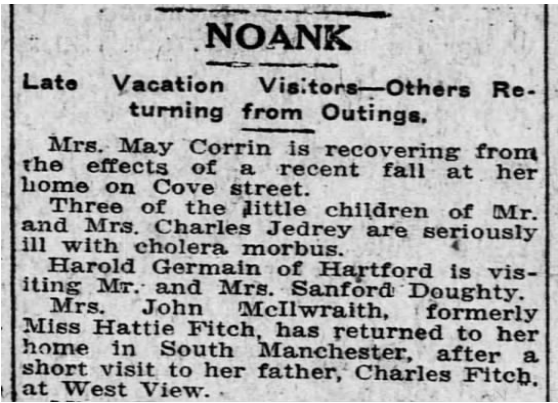 NOANK
Late Vacation Visitors—Others Re-
turning from Outings.
Mrs. May Corrin is recovering from
the effects of a recent fall at her
home on Cove street.
Three of the little children of Mr.
and Mrs. Charles Jedrey are seriously
ill with cholera morbus.
Harold Germain of Hartford is vis-
iting Mr. and Mrs. Sanford Doughty.
Mrs. John McIlwraith, formerly
Miss Hattie Fitch, has returned to her
home in South Manchester, after a
short visit to her father, Charles Fitch,
at West View.